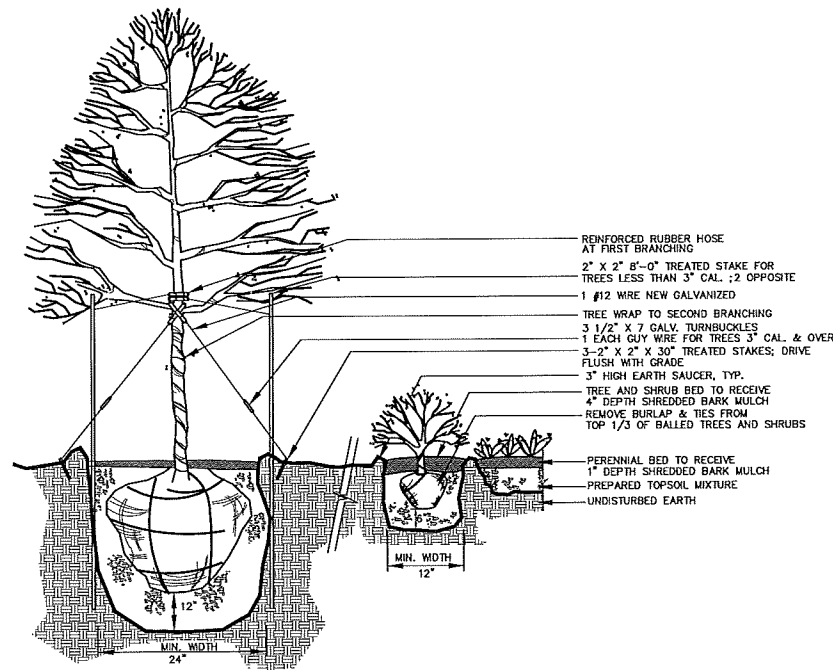 REINFORCED RUBBER HOSE
AT FIRST BRANCHING
2" X 2" 8'-0" TREATED STAKE FOR
TREES LESS THAN 3" CAL. ;2 OPPOSITE
1 #12 WIRE NEW GALVANIZED
TREE WRAP TO SECOND BRANCHING
3 1/2" X 7 GALV. TURNBUCKLES
1 EACH GUY WIRE FOR TREES 3" CAL. & OVER
3-2" X 2" X 30" TREATED STAKES; DRIVE
FLUSH WITH GRADE
3" HIGH EARTH SAUCER, TYP.
TREE AND SHRUB BED TO RECEIVE
4" DEPTH SHREDDED BARK MULCH
REMOVE BURLAP & TIES FROM
TOP 1/3 OF BALLED TREES AND SHRUBS
PERENNIAL BED TO RECEIVE
1" DEPTH SHREDDED BARK MULCH
PREPARED TOPSOIL MIXTURE
UNDISTURBED EARTH
MIN. WIDTH
12"
12"
MIN. WIDTH
24"